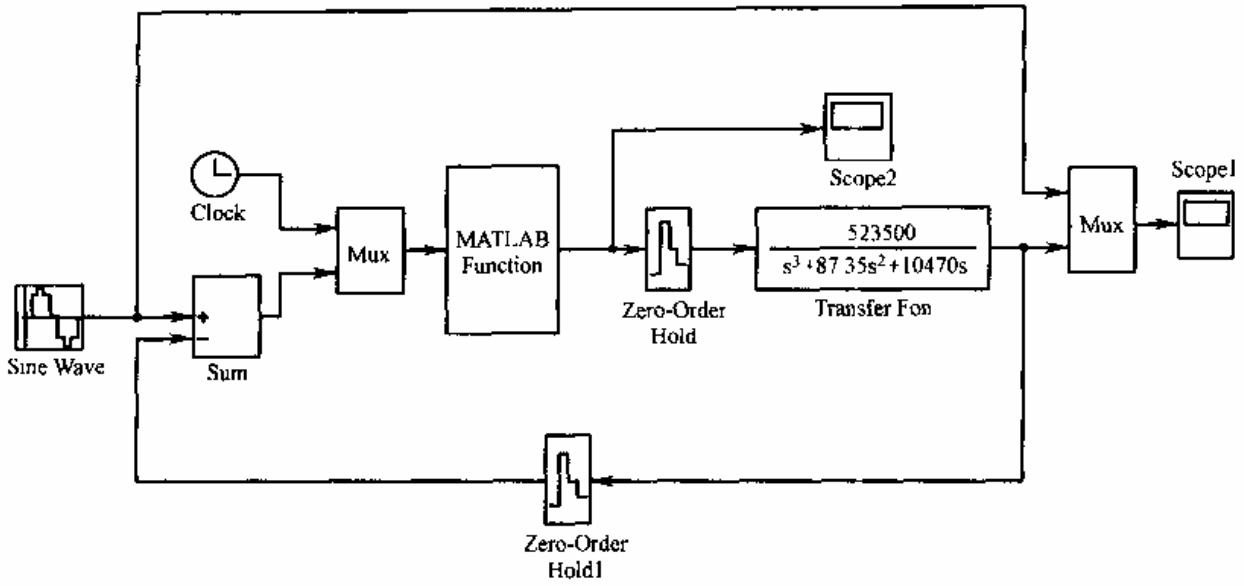 Scope2
Scope1
Clock
Mux
MATLAB
Function
Mux
523500
s³+87 35s²+10470s
Zero-Order
Hold
Transfer Fon
Sine Wave
Sum
Zero-Order
Hold1